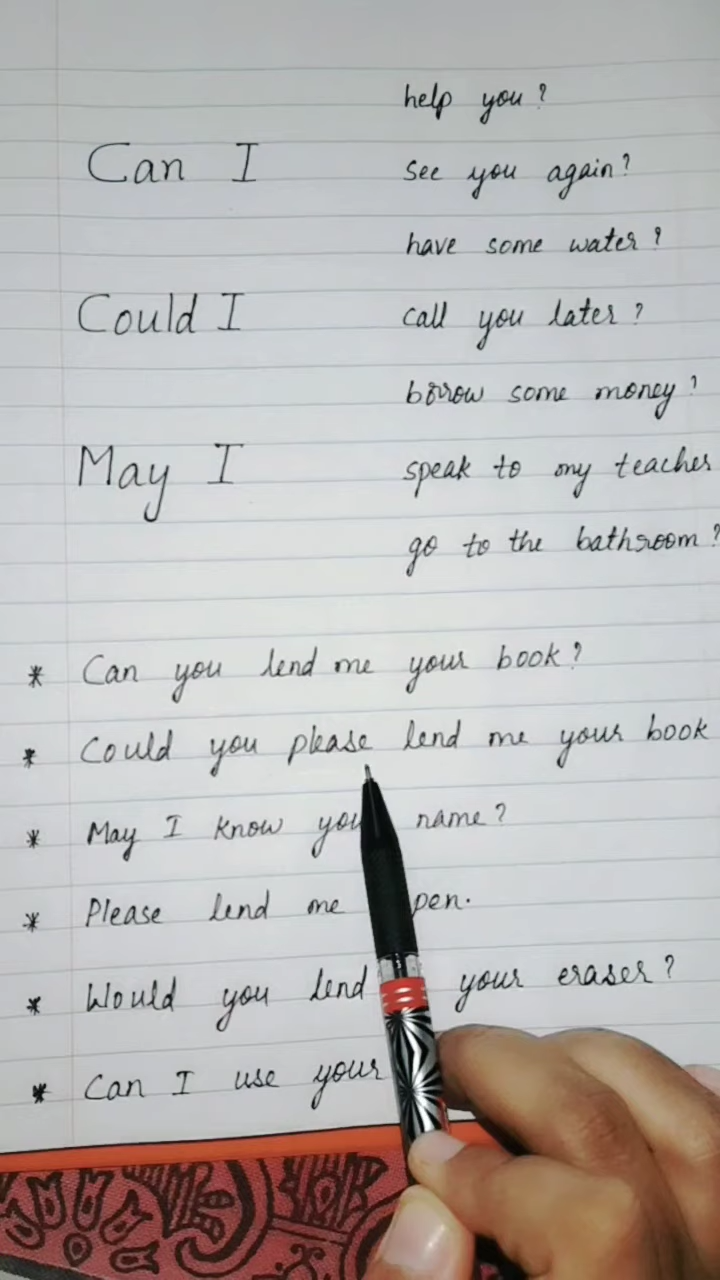 help you?
Can I see you again?
have some water?
Could I call you later?
borrow some money?
May I speak to my teacher
go to the bathroom?
* Can you lend me your book?
* Could you please lend me your book
* May I know you name?
* Please lend me pen.
* Would you lend your eraser?
* Can I use your